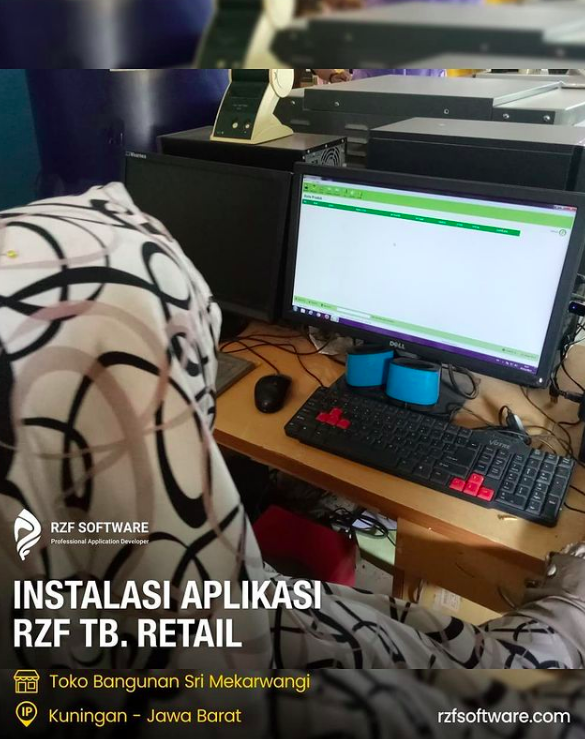 DELL
RZF SOFTWARE
Professional Application Developer
INSTALASI APLIKASI
RZF TB. RETAIL
Toko Bangunan Sri Mekarwangi
IP
Kuningan - Jawa Barat
rzfsoftware.com